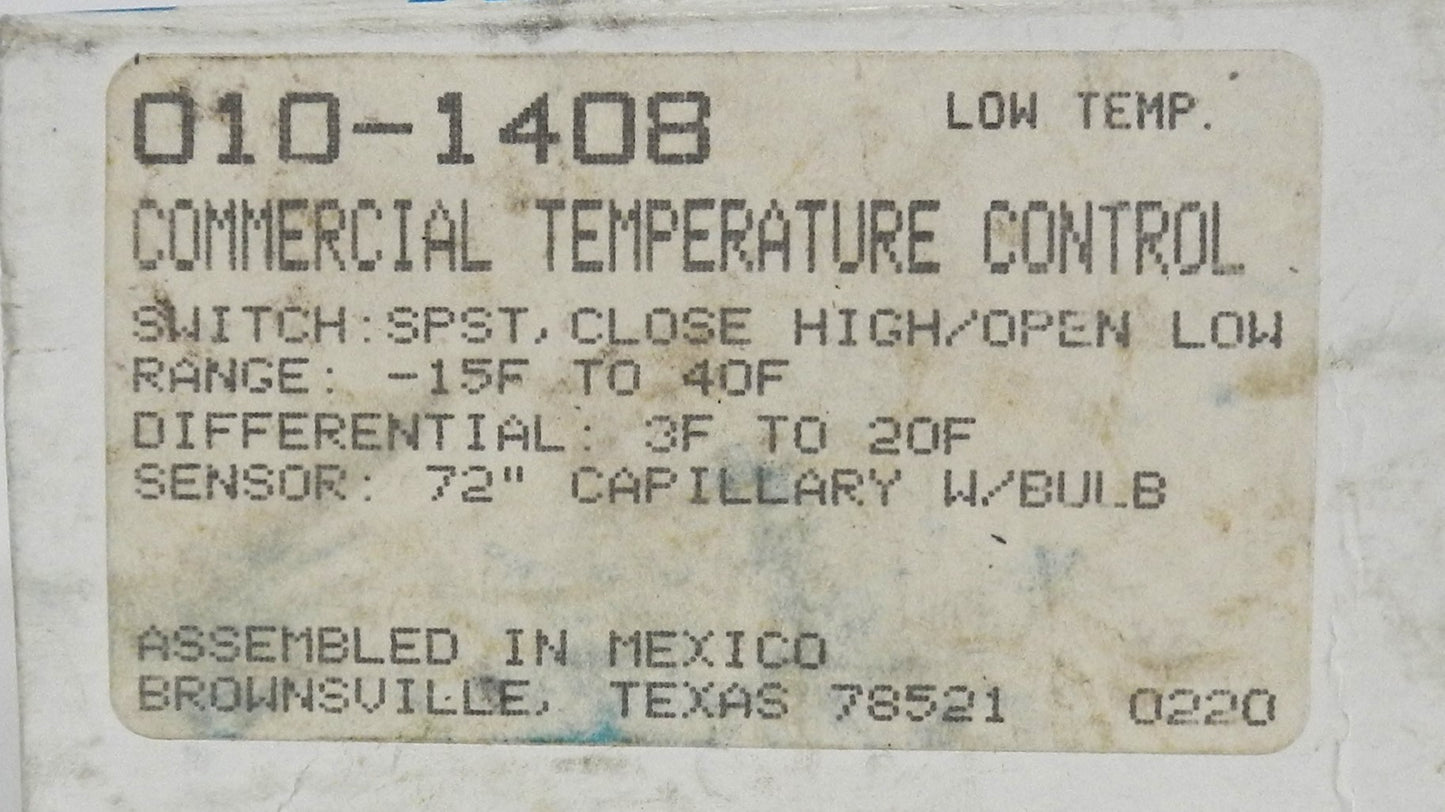 010-1408 LOW TEMP.
COMMERCIAL TEMPERATURE CONTROL
SWITCH:SPST, CLOSE HIGH/OPEN LOW
RANGE: -15F TO 40F
DIFFERENTIAL: 3F TO 20F
SENSOR: 72" CAPILLARY W/BULB
ASSEMBLED IN MEXICO
BROWNSVILLE, TEXAS 78521 0220